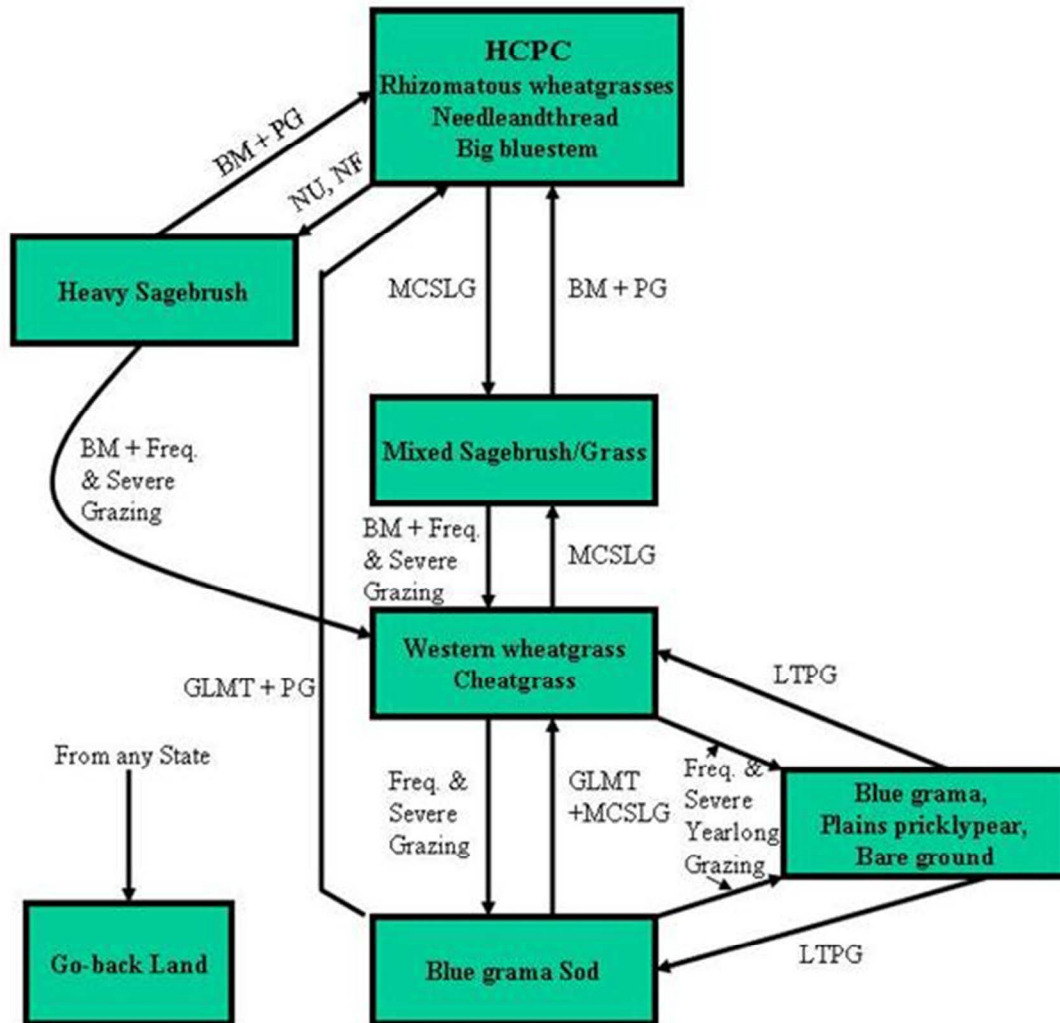 HCPC
Rhizomatous wheatgrasses
Needleandthread
Big bluestem
BM + PG
NU, NF
Heavy Sagebrush
MCSLG
BM + PG
Mixed Sagebrush/Grass
BM + Freq.
& Severe
Grazing
BM + Freq.
& Severe
Grazing
MCSLG
Western wheatgrass
Cheatgrass
LTPG
GLMT + PG
From any State
Freq. &
Severe
Grazing
GLMT
+MCSLG
Freq. &
Severe
Yearlong
Grazing
Blue grama,
Plains pricklypear,
Bare ground
Go-back Land
Blue grama Sod
LTPG